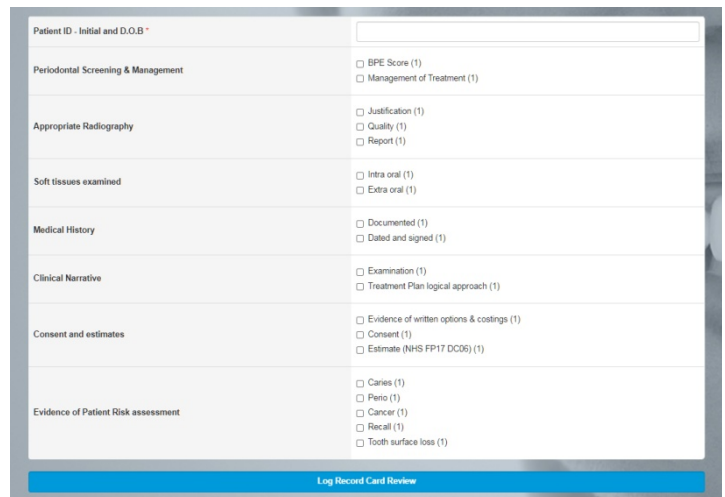 Patient ID - Initial and D.O.B *
Periodontal Screening & Management
BPE Score (1)
Management of Treatment (1)
Appropriate Radiography
Justification (1)
Quality (1)
Report (1)
Soft tissues examined
Intra oral (1)
Extra oral (1)
Medical History
Documented (1)
Dated and signed (1)
Clinical Narrative
Examination (1)
Treatment Plan logical approach (1)
Consent and estimates
Evidence of written options & costings (1)
Consent (1)
Estimate (NHS FP17 DC06) (1)
Evidence of Patient Risk assessment
Caries (1)
Perio (1)
Cancer (1)
Recall (1)
Tooth surface loss (1)
Log Record Card Review